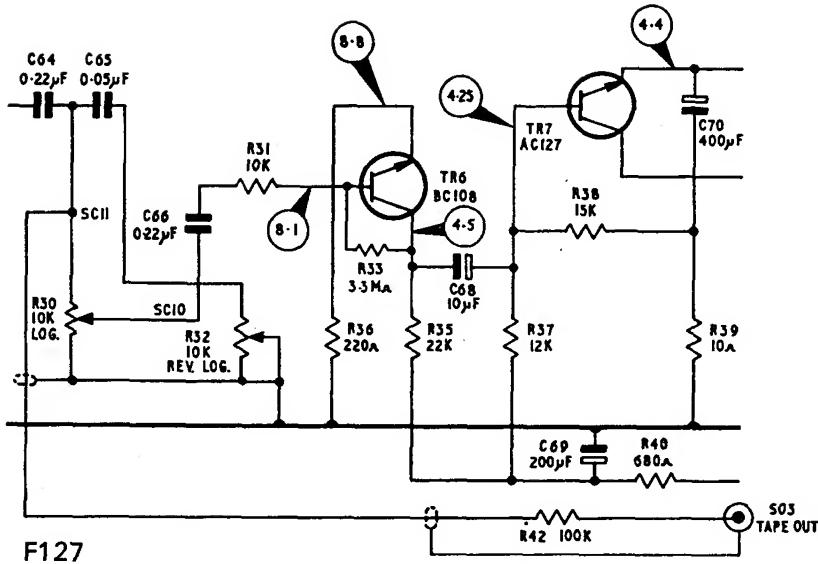 C64
0·22µF
C65
0·05µF
8·8
4·4
4·25
R31
10K
TR7
AC127
C70
400µF
TR6
BC108
C66
0·22µF
SC11
8·1
4·5
R38
15K
R33
3·3MΩ
C68
10µF
R30
10K
LOG.
SC10
R32
10K
REV. LOG.
R36
220Ω
R35
22K
R37
12K
R39
10Ω
C69
200µF
R40
680Ω
SO3
TAPE OUT
R42 100K
F127